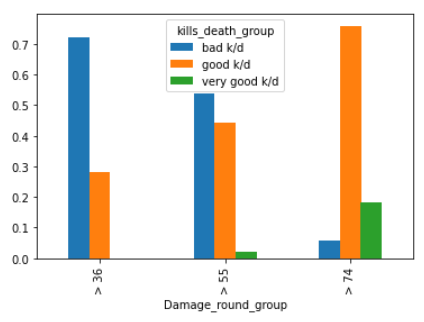 kills_death_group
bad k/d
good k/d
very good k/d
0.7
0.6
0.5
0.4
0.3
0.2
0.1
0.0
> 36
> 55
> 74
Damage_round_group